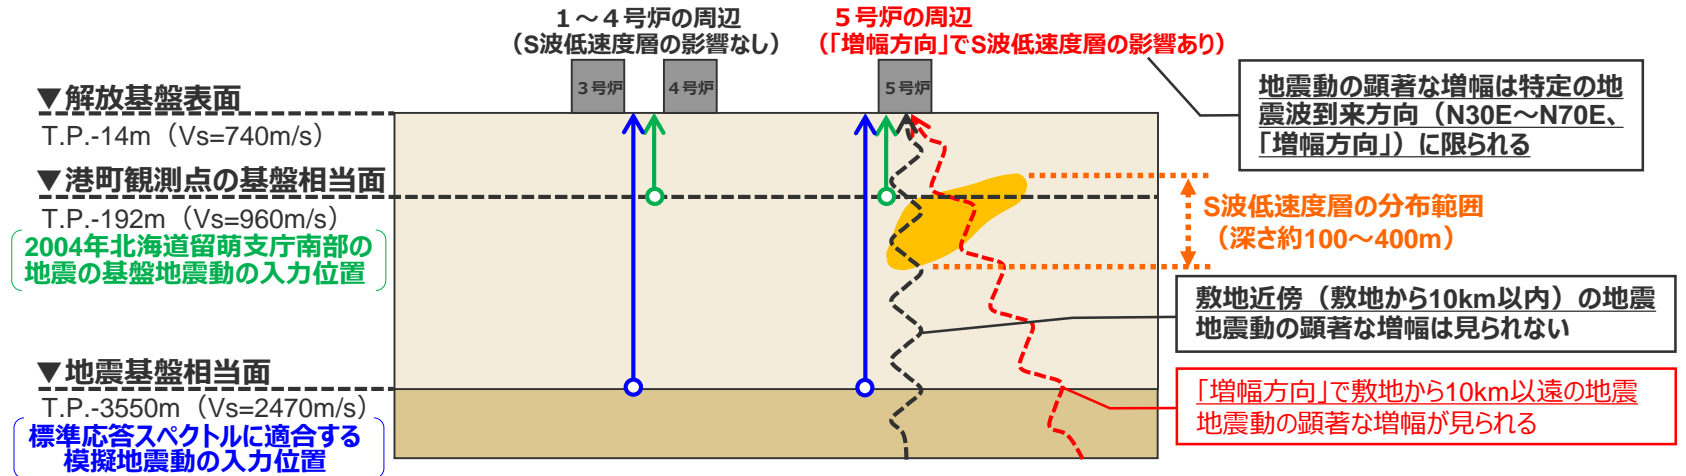 1～4号炉の周辺
（S波低速度層の影響なし）
5号炉の周辺
（「増幅方向」でS波低速度層の影響あり）
3号炉
4号炉
5号炉
▼解放基盤表面
T.P.-14m（Vs=740m/s）
▼港町観測点の基盤相当面
T.P.-192m（Vs=960m/s）
2004年北海道留萌支庁南部の
地震の基盤地震動の入力位置
▼地震基盤相当面
T.P.-3550m（Vs=2470m/s）
標準応答スペクトルに適合する
模擬地震動の入力位置
地震動の顕著な増幅は特定の地
震波到来方向（N30E～N70E、
「増幅方向」）に限られる
S波低速度層の分布範囲
（深さ約100～400m）
敷地近傍（敷地から10km以内）の地震
地震動の顕著な増幅は見られない
「増幅方向」で敷地から10km以遠の地震
地震動の顕著な増幅が見られる